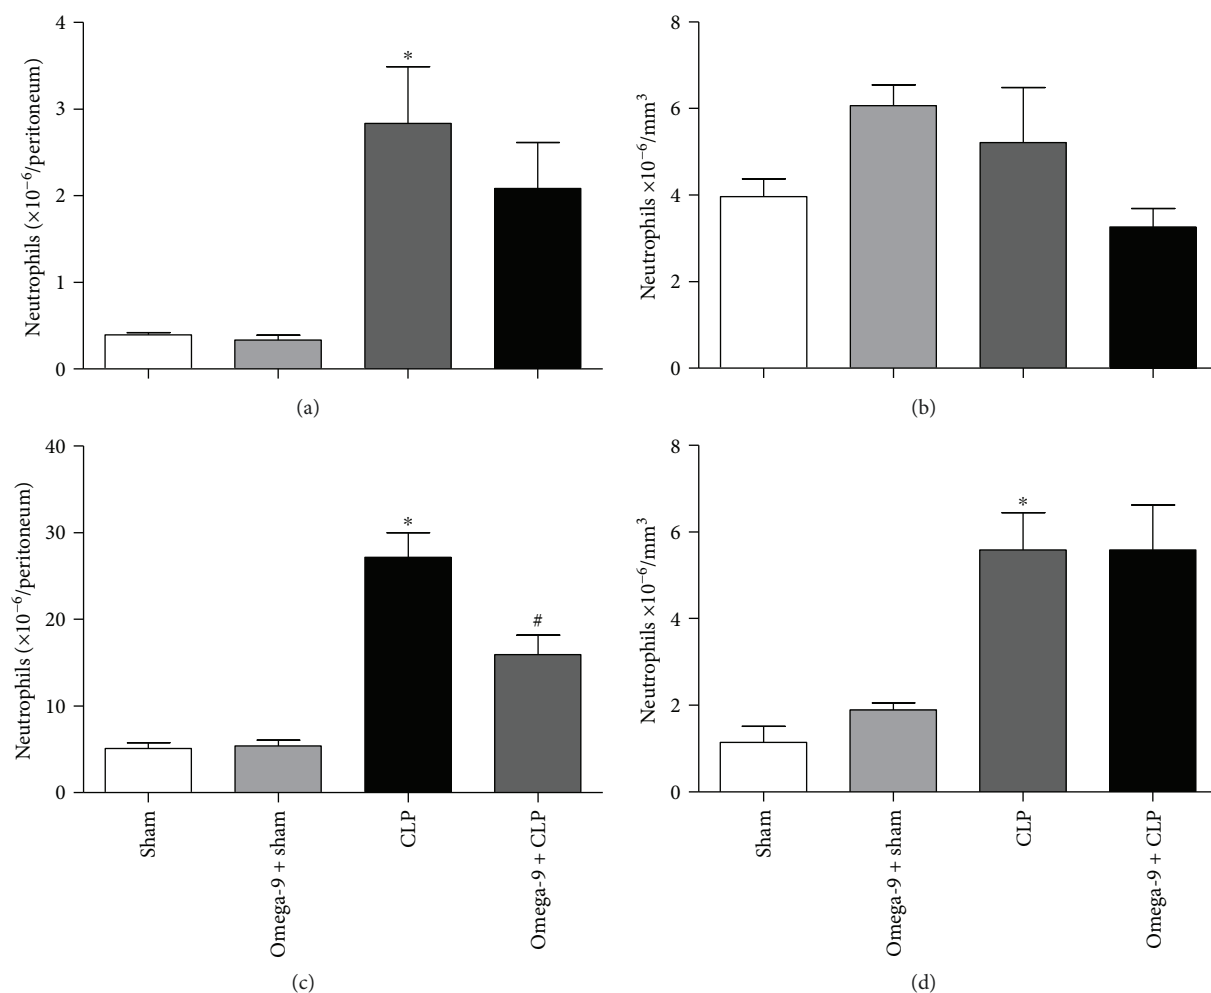 Neutrophils (×10⁻⁶/peritoneum)
4
3
2
1
0
*
(a)
Neutrophils ×10⁻⁶/mm³
8
6
4
2
0
(b)
Neutrophils (×10⁻⁶/peritoneum)
40
30
20
10
0
*
#
Sham
Omega-9 + sham
CLP
Omega-9 + CLP
(c)
Neutrophils ×10⁻⁶/mm³
8
6
4
2
0
*
Sham
Omega-9 + sham
CLP
Omega-9 + CLP
(d)